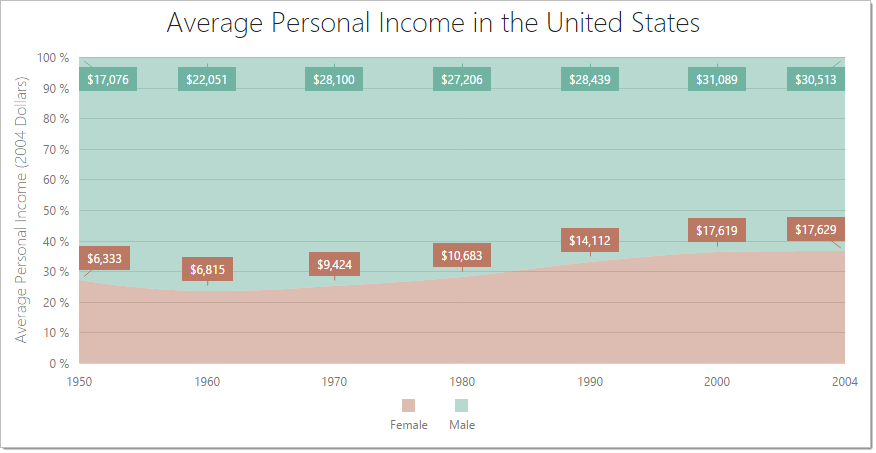 Average Personal Income in the United States
Average Personal Income (2004 Dollars)
100 %
90 %
80 %
70 %
60 %
50 %
40 %
30 %
20 %
10 %
0 %
$17,076 $22,051 $28,100 $27,206 $28,439 $31,089 $30,513
$6,333 $6,815 $9,424 $10,683 $14,112 $17,619 $17,629
1950 1960 1970 1980 1990 2000 2004
Female Male